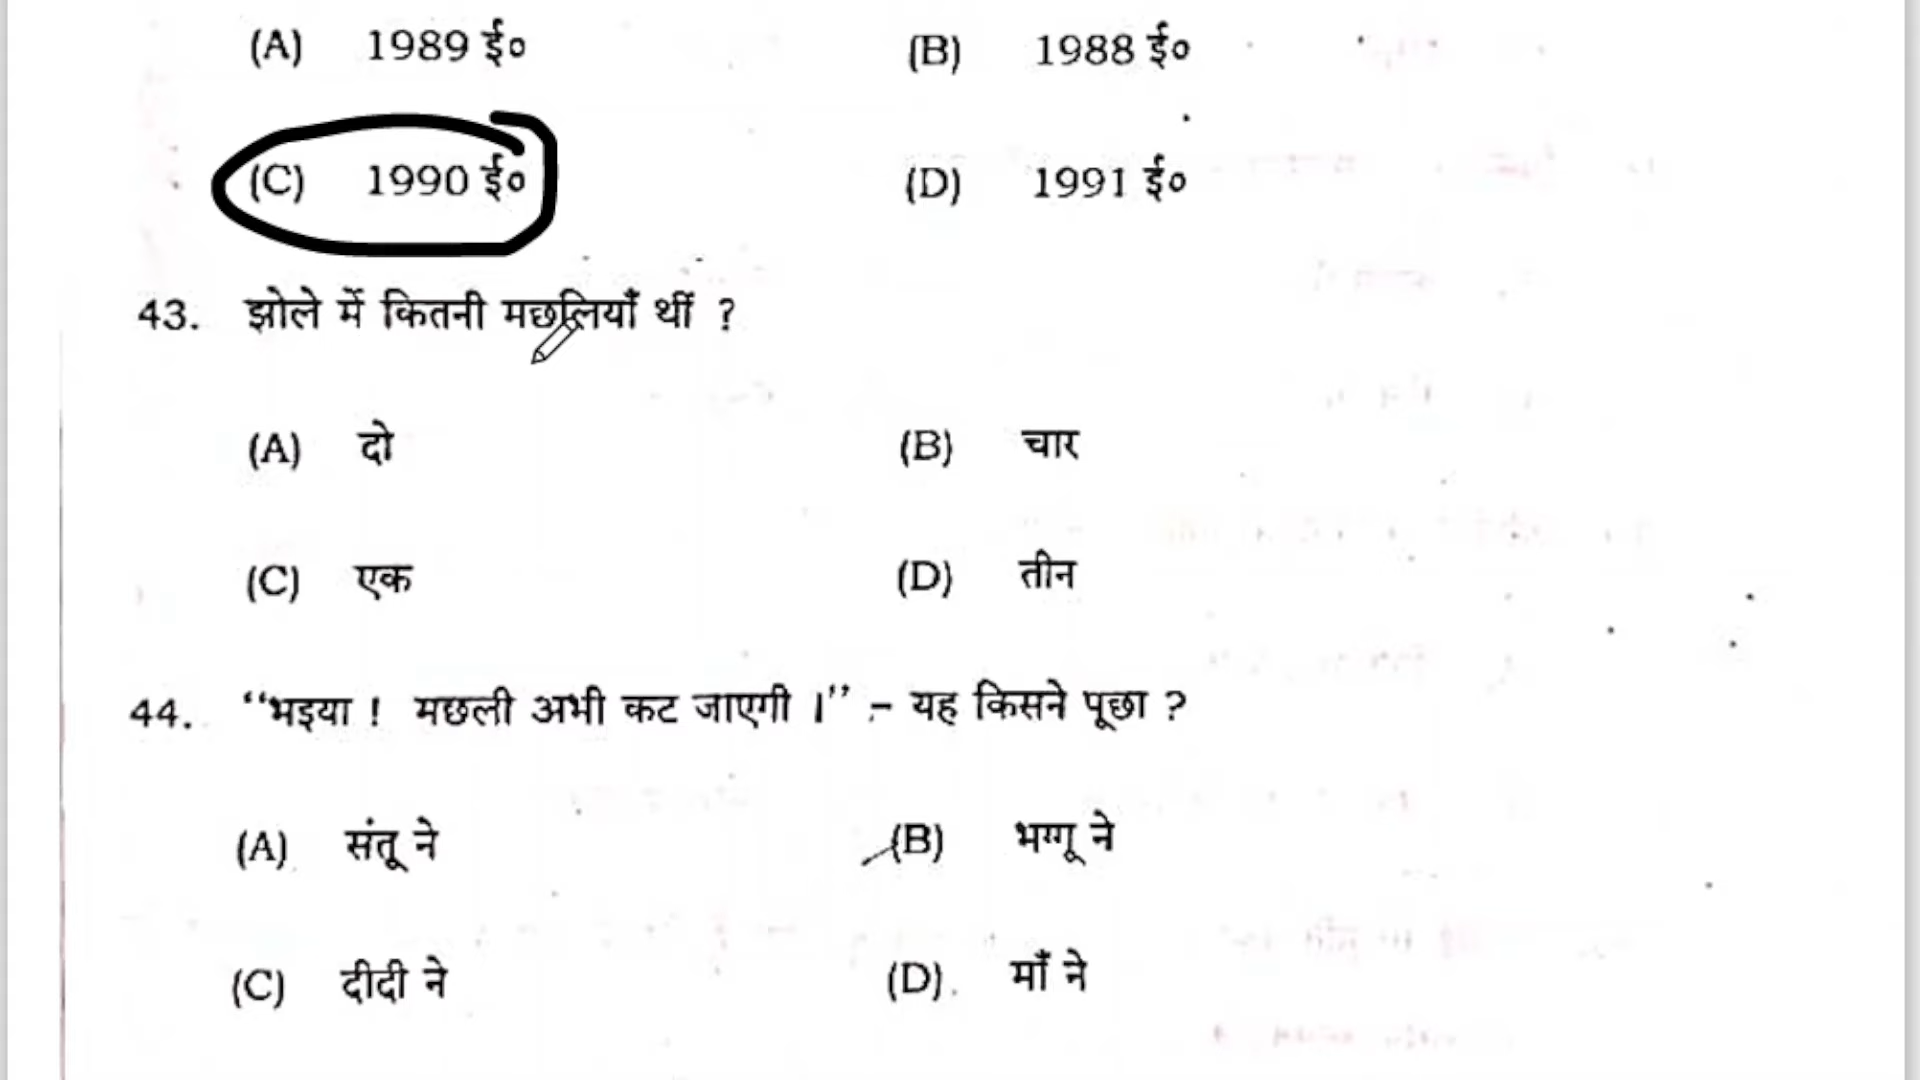 (A) 1989 ई० (B) 1988 ई०
(C) 1990 ई० (D) 1991 ई०
43. झोले में कितनी मछलियाँ थीं ?
(A) दो (B) चार
(C) एक (D) तीन
44. “भइया ! मछली अभी कट जाएगी ।” :– यह किसने पूछा ?
(A) संतू ने (B) भग्गू ने
(C) दीदी ने (D) माँ ने